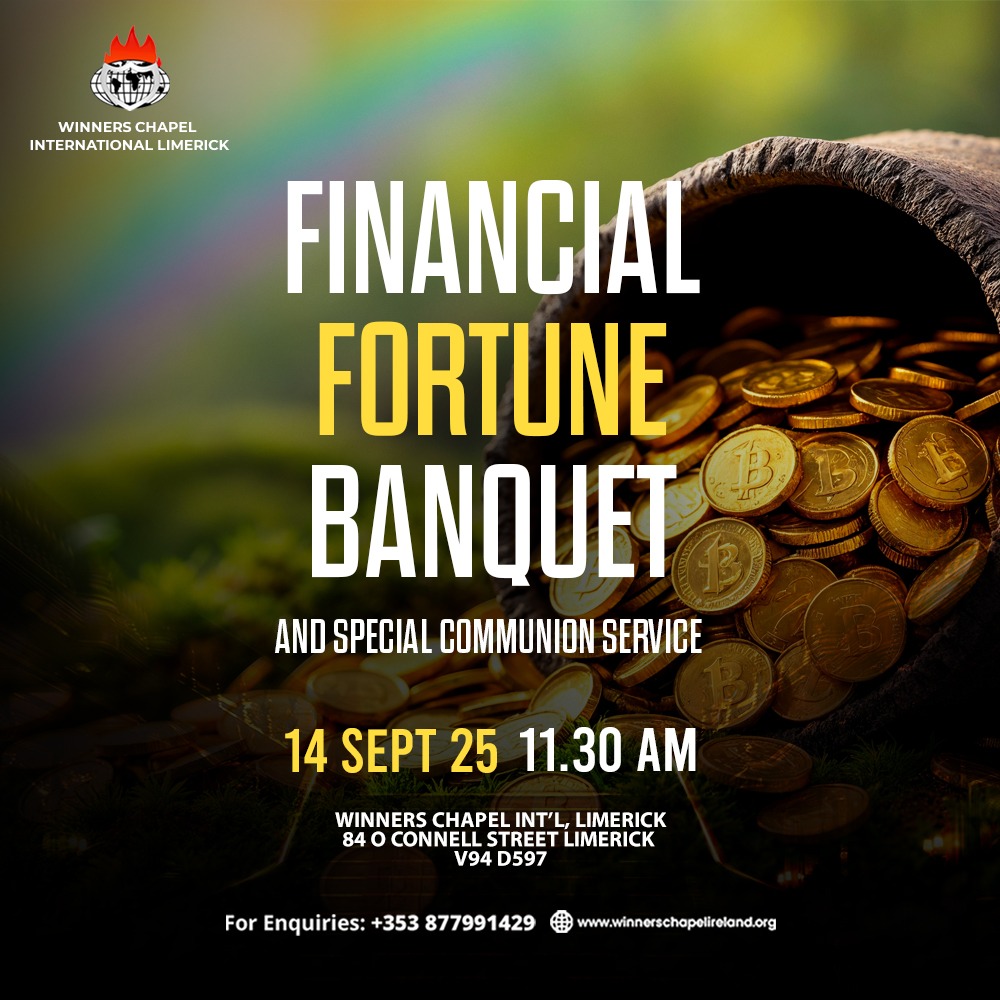 WINNERS CHAPEL
INTERNATIONAL LIMERICK
FINANCIAL
FORTUNE
BANQUET
AND SPECIAL COMMUNION SERVICE
14 SEPT 25 11.30 AM
WINNERS CHAPEL INT'L, LIMERICK
84 O CONNELL STREET LIMERICK
V94 D597
For Enquiries: +353 877991429 www.winnerschapelireland.org